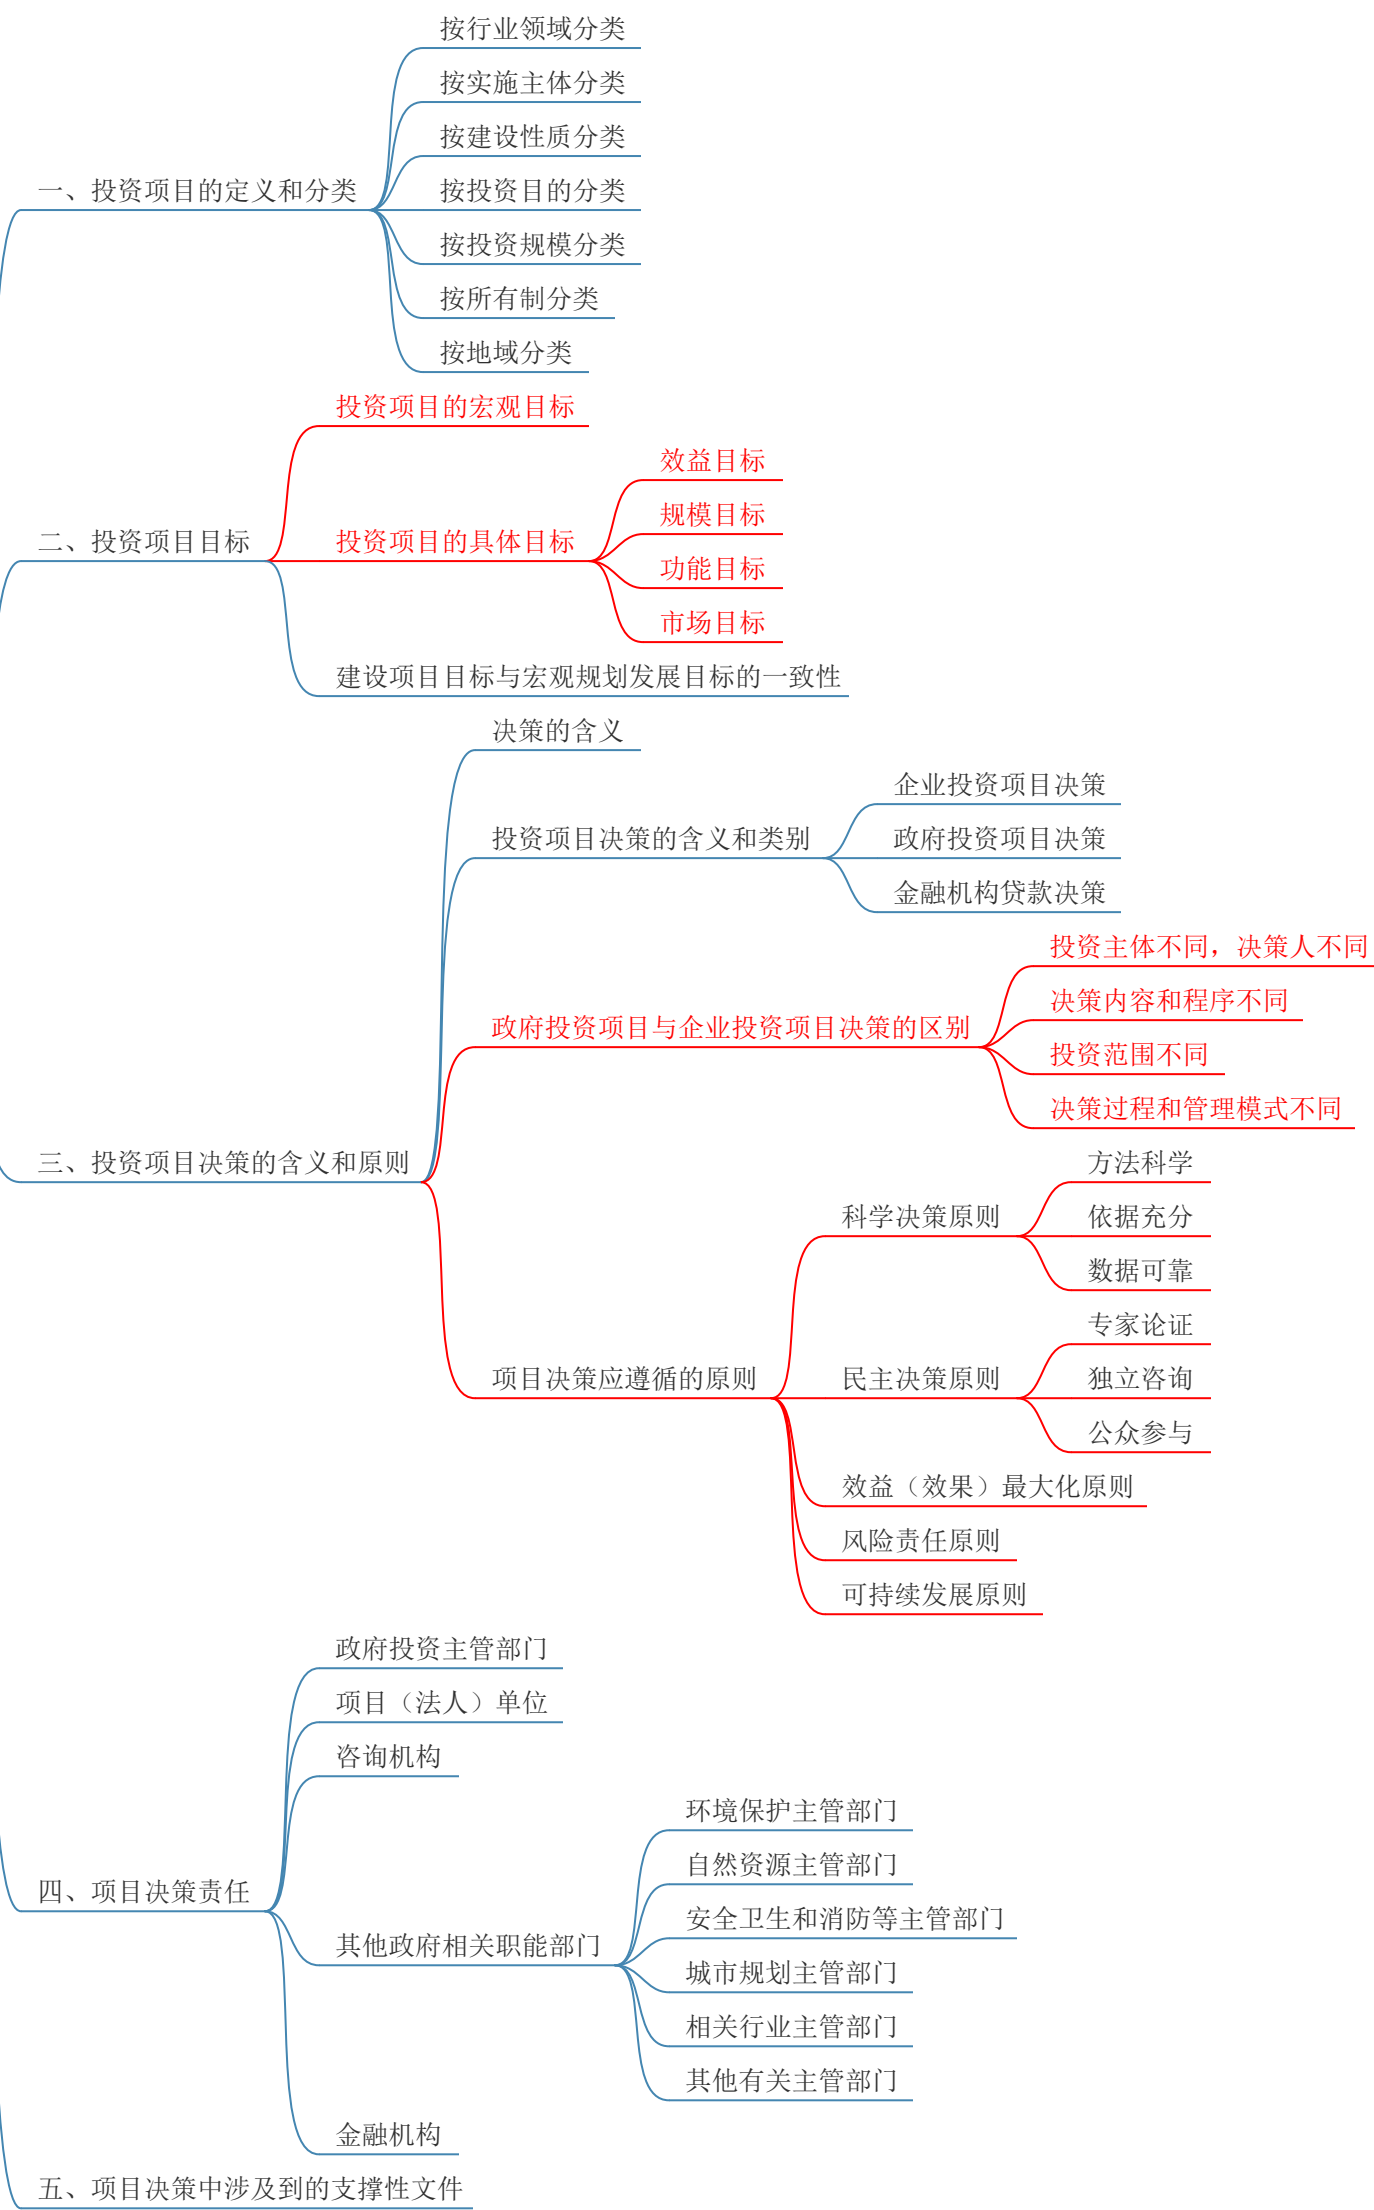 按行业领域分类
按实施主体分类
按建设性质分类
一、投资项目的定义和分类
按投资目的分类
按投资规模分类
按所有制分类
按地域分类
投资项目的宏观目标
效益目标
规模目标
二、投资项目目标
投资项目的具体目标
功能目标
市场目标
建设项目目标与宏观规划发展目标的一致性
决策的含义
企业投资项目决策
投资项目决策的含义和类别
政府投资项目决策
金融机构贷款决策
投资主体不同，决策人不同
决策内容和程序不同
政府投资项目与企业投资项目决策的区别
投资范围不同
决策过程和管理模式不同
三、投资项目决策的含义和原则
方法科学
科学决策原则
依据充分
数据可靠
专家论证
项目决策应遵循的原则
民主决策原则
独立咨询
公众参与
效益（效果）最大化原则
风险责任原则
可持续发展原则
政府投资主管部门
项目（法人）单位
咨询机构
环境保护主管部门
自然资源主管部门
四、项目决策责任
安全卫生和消防等主管部门
其他政府相关职能部门
城市规划主管部门
相关行业主管部门
其他有关主管部门
金融机构
五、项目决策中涉及到的支撑性文件